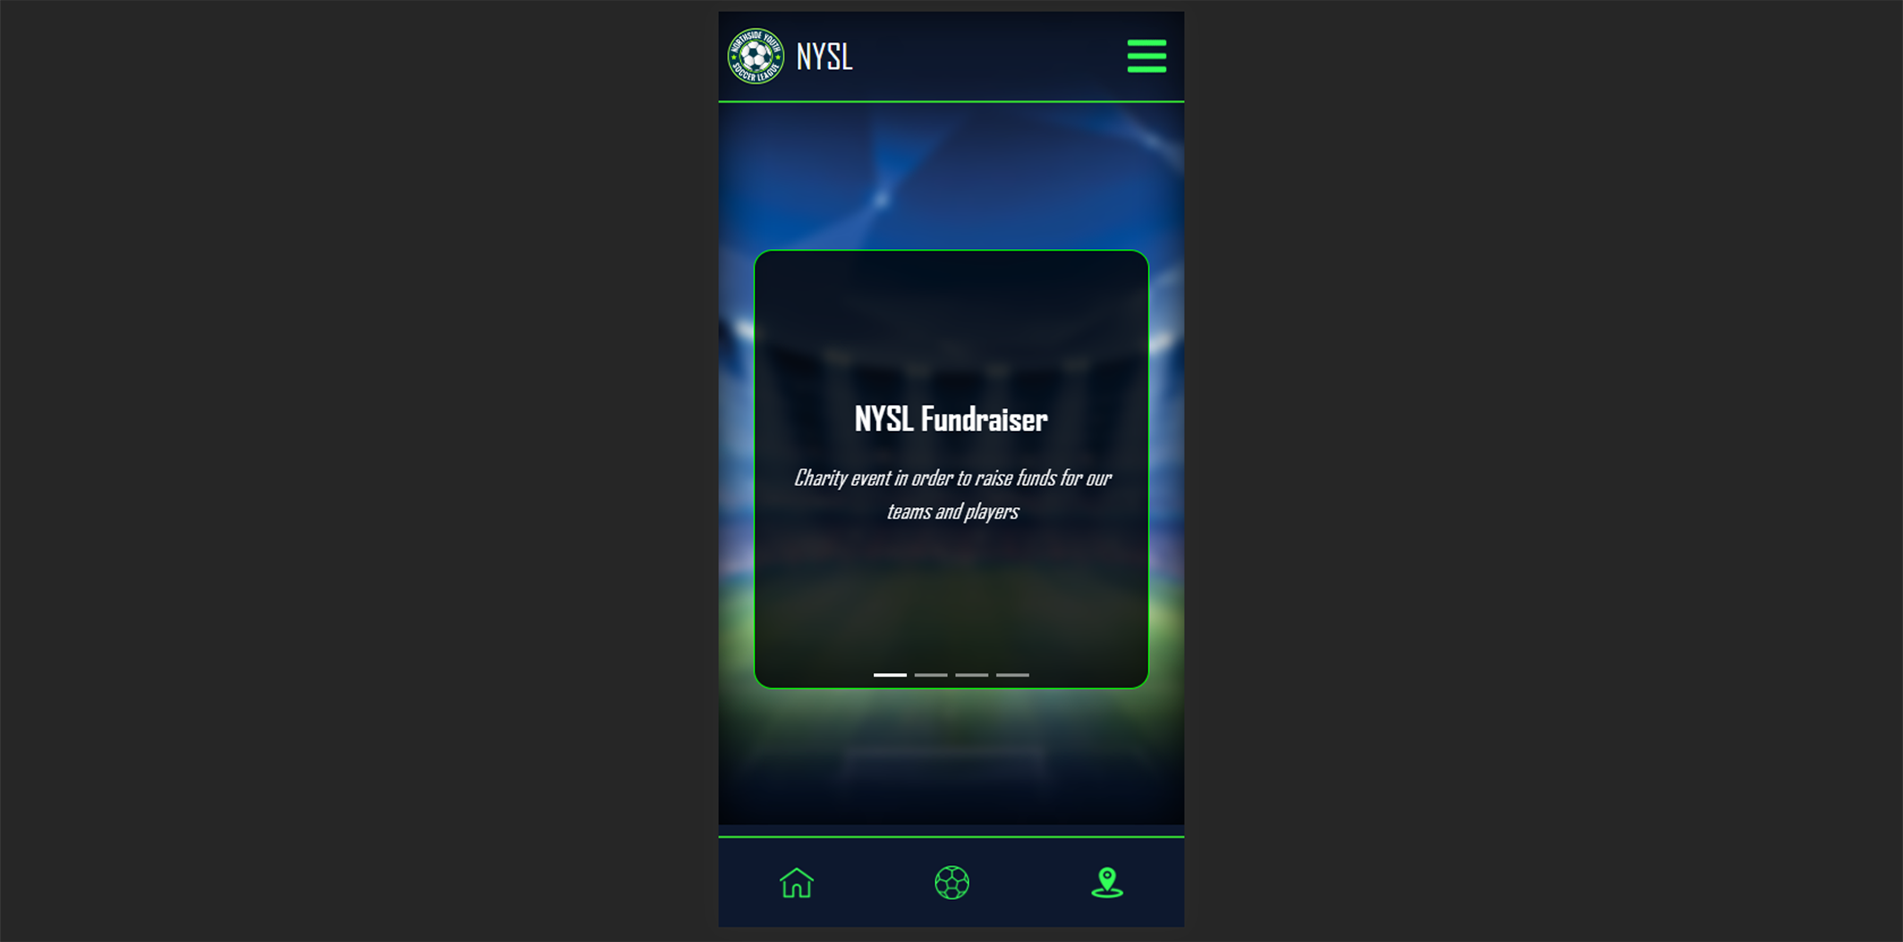 NORTHSIDE YOUTH
SOCCER LEAGUE
NYSL
NYSL Fundraiser
Charity event in order to raise funds for our
teams and players